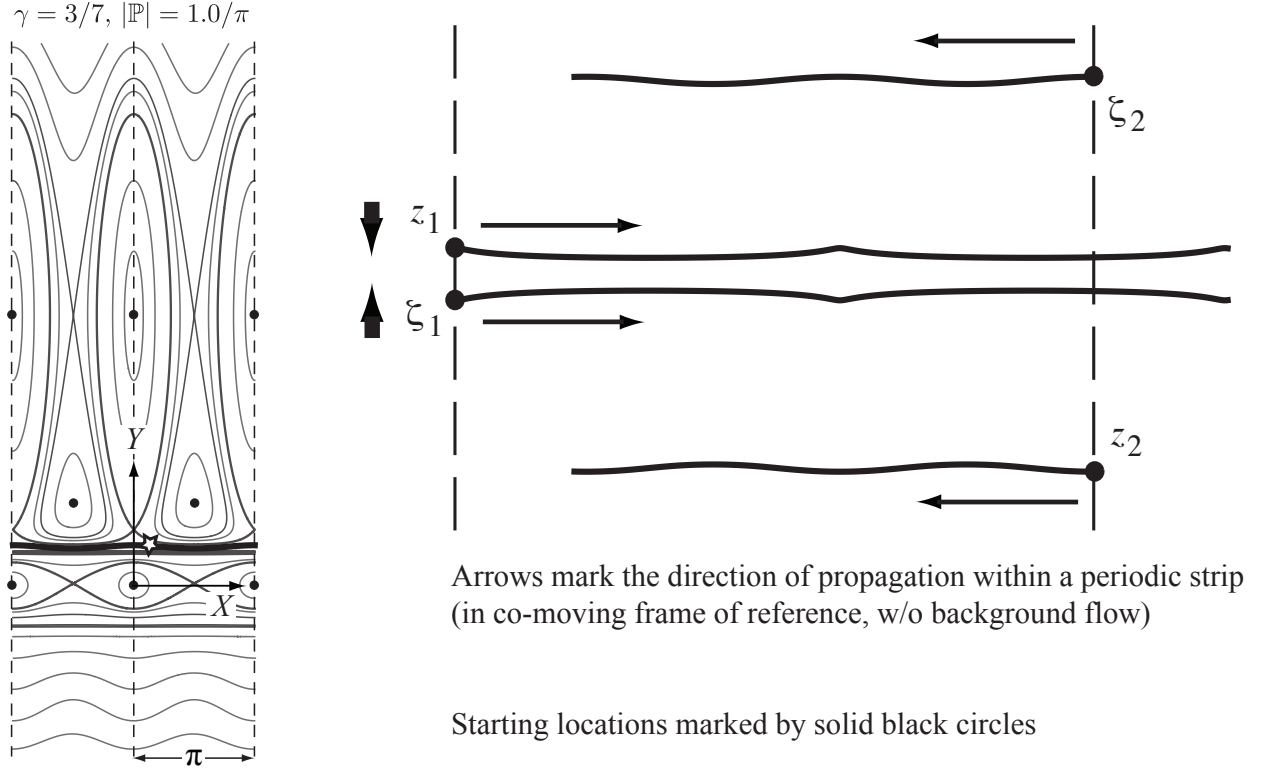 γ = 3/7, |ℙ| = 1.0/π
ζ₂
z₁
ζ₁
Y
z₂
X
Arrows mark the direction of propagation within a periodic strip
(in co-moving frame of reference, w/o background flow)
Starting locations marked by solid black circles
π